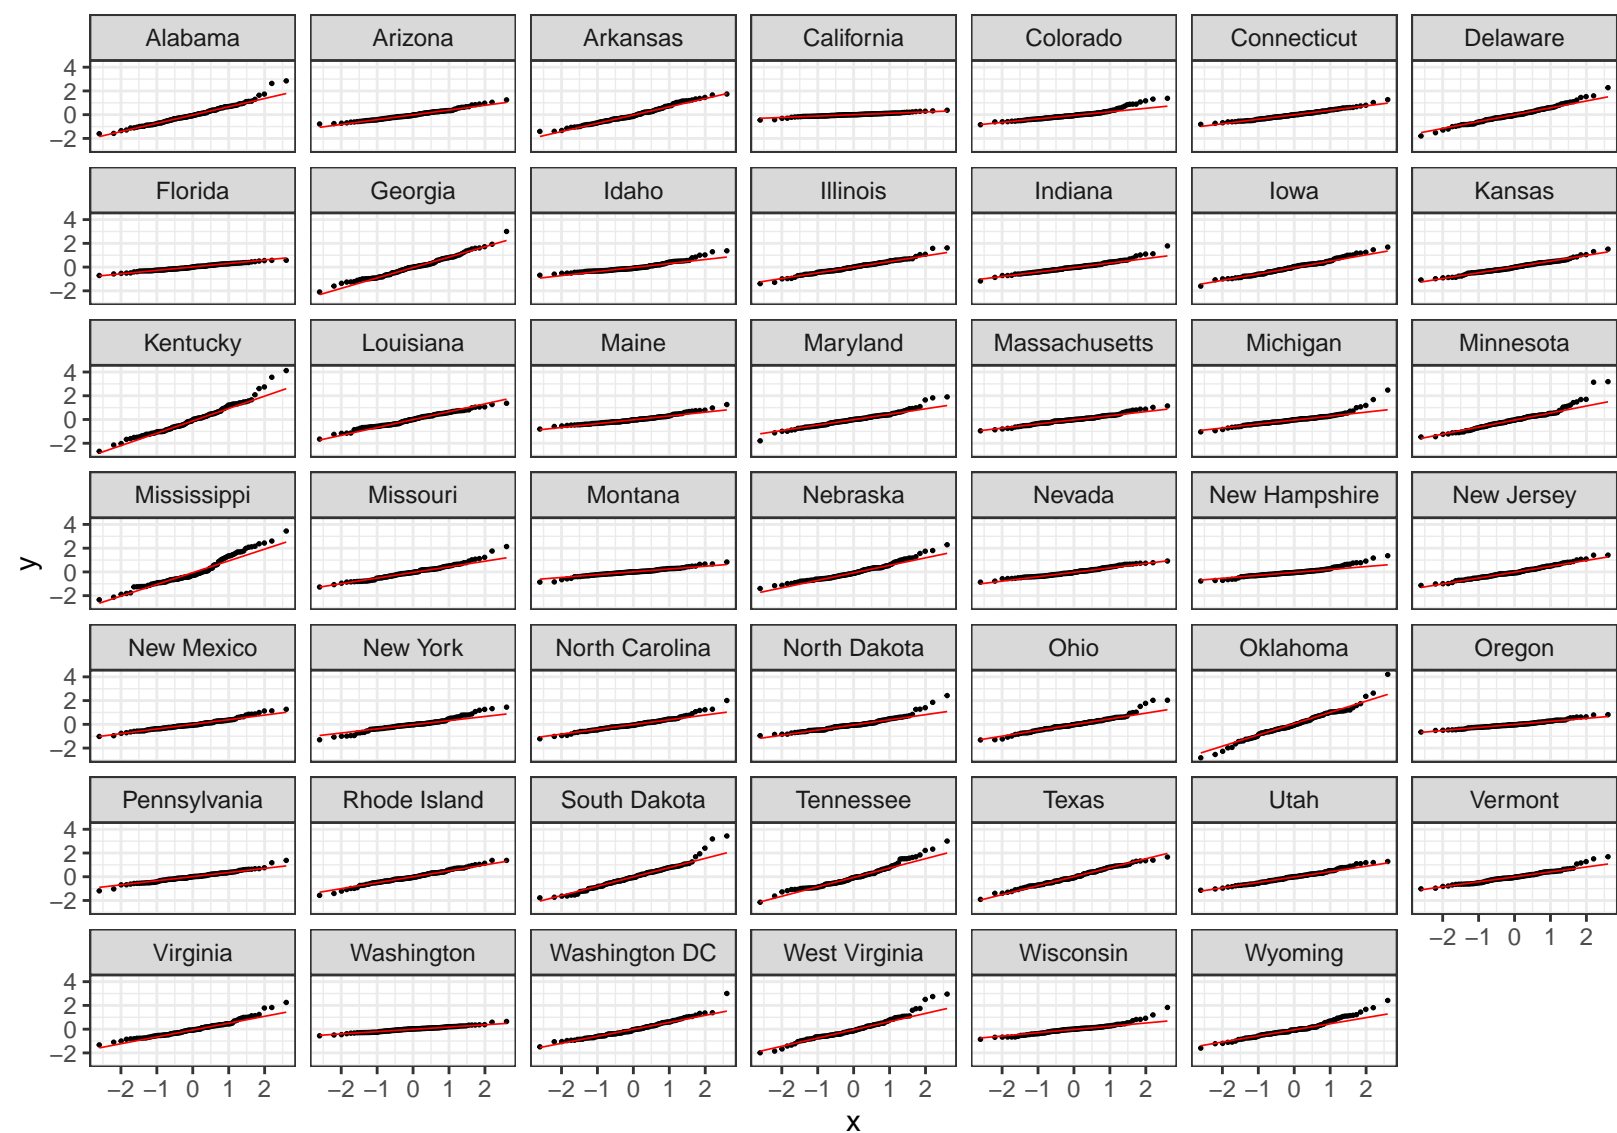 Alabama Arizona Arkansas California Colorado Connecticut Delaware
4
2
0
−2
Florida Georgia Idaho Illinois Indiana Iowa Kansas
4
2
0
−2
Kentucky Louisiana Maine Maryland Massachusetts Michigan Minnesota
4
2
0
−2
Mississippi Missouri Montana Nebraska Nevada New Hampshire New Jersey
4
2
0
−2
y
New Mexico New York North Carolina North Dakota Ohio Oklahoma Oregon
4
2
0
−2
Pennsylvania Rhode Island South Dakota Tennessee Texas Utah Vermont
4
2
0
−2
−2 −1 0 1 2
Virginia Washington Washington DC West Virginia Wisconsin Wyoming
4
2
0
−2
−2 −1 0 1 2 −2 −1 0 1 2 −2 −1 0 1 2 −2 −1 0 1 2 −2 −1 0 1 2 −2 −1 0 1 2
x